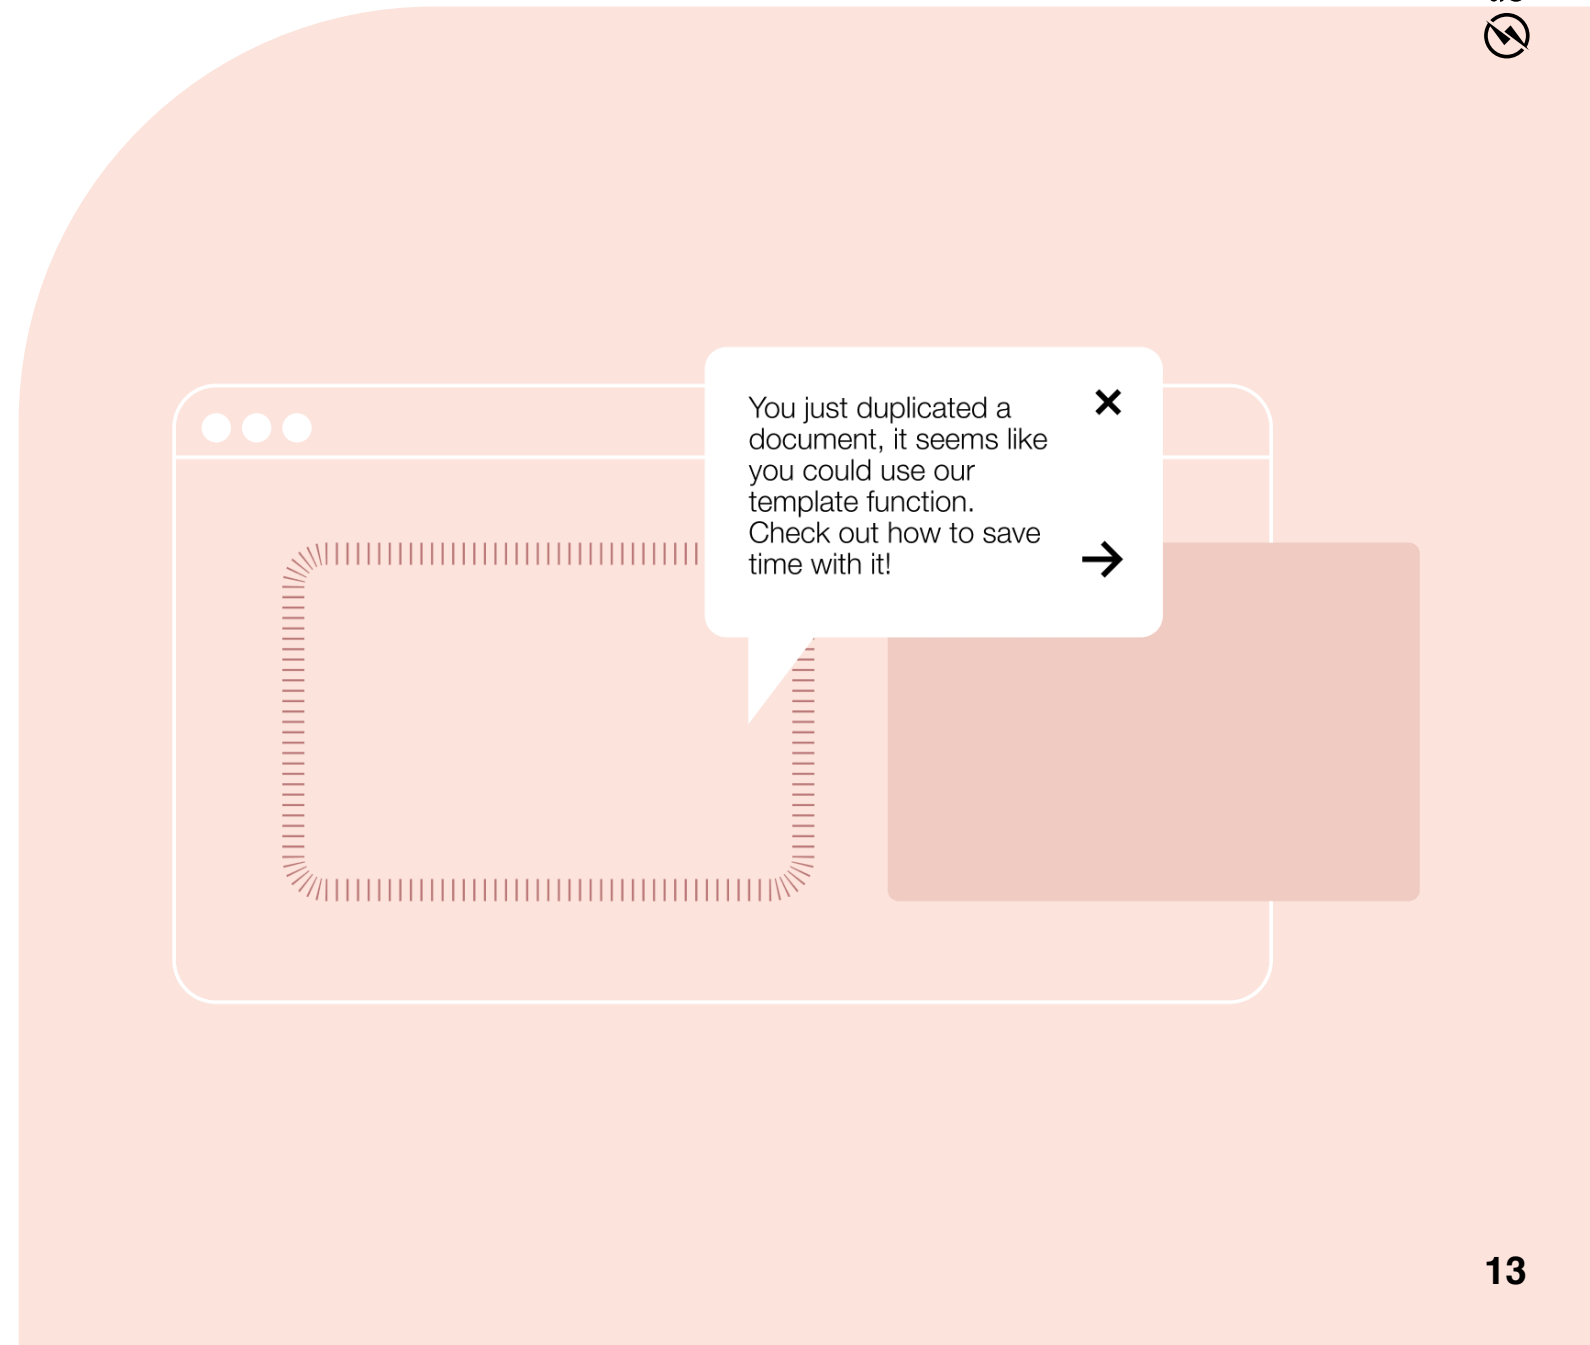 You just duplicated a
document, it seems like
you could use our
template function.
Check out how to save
time with it!
13